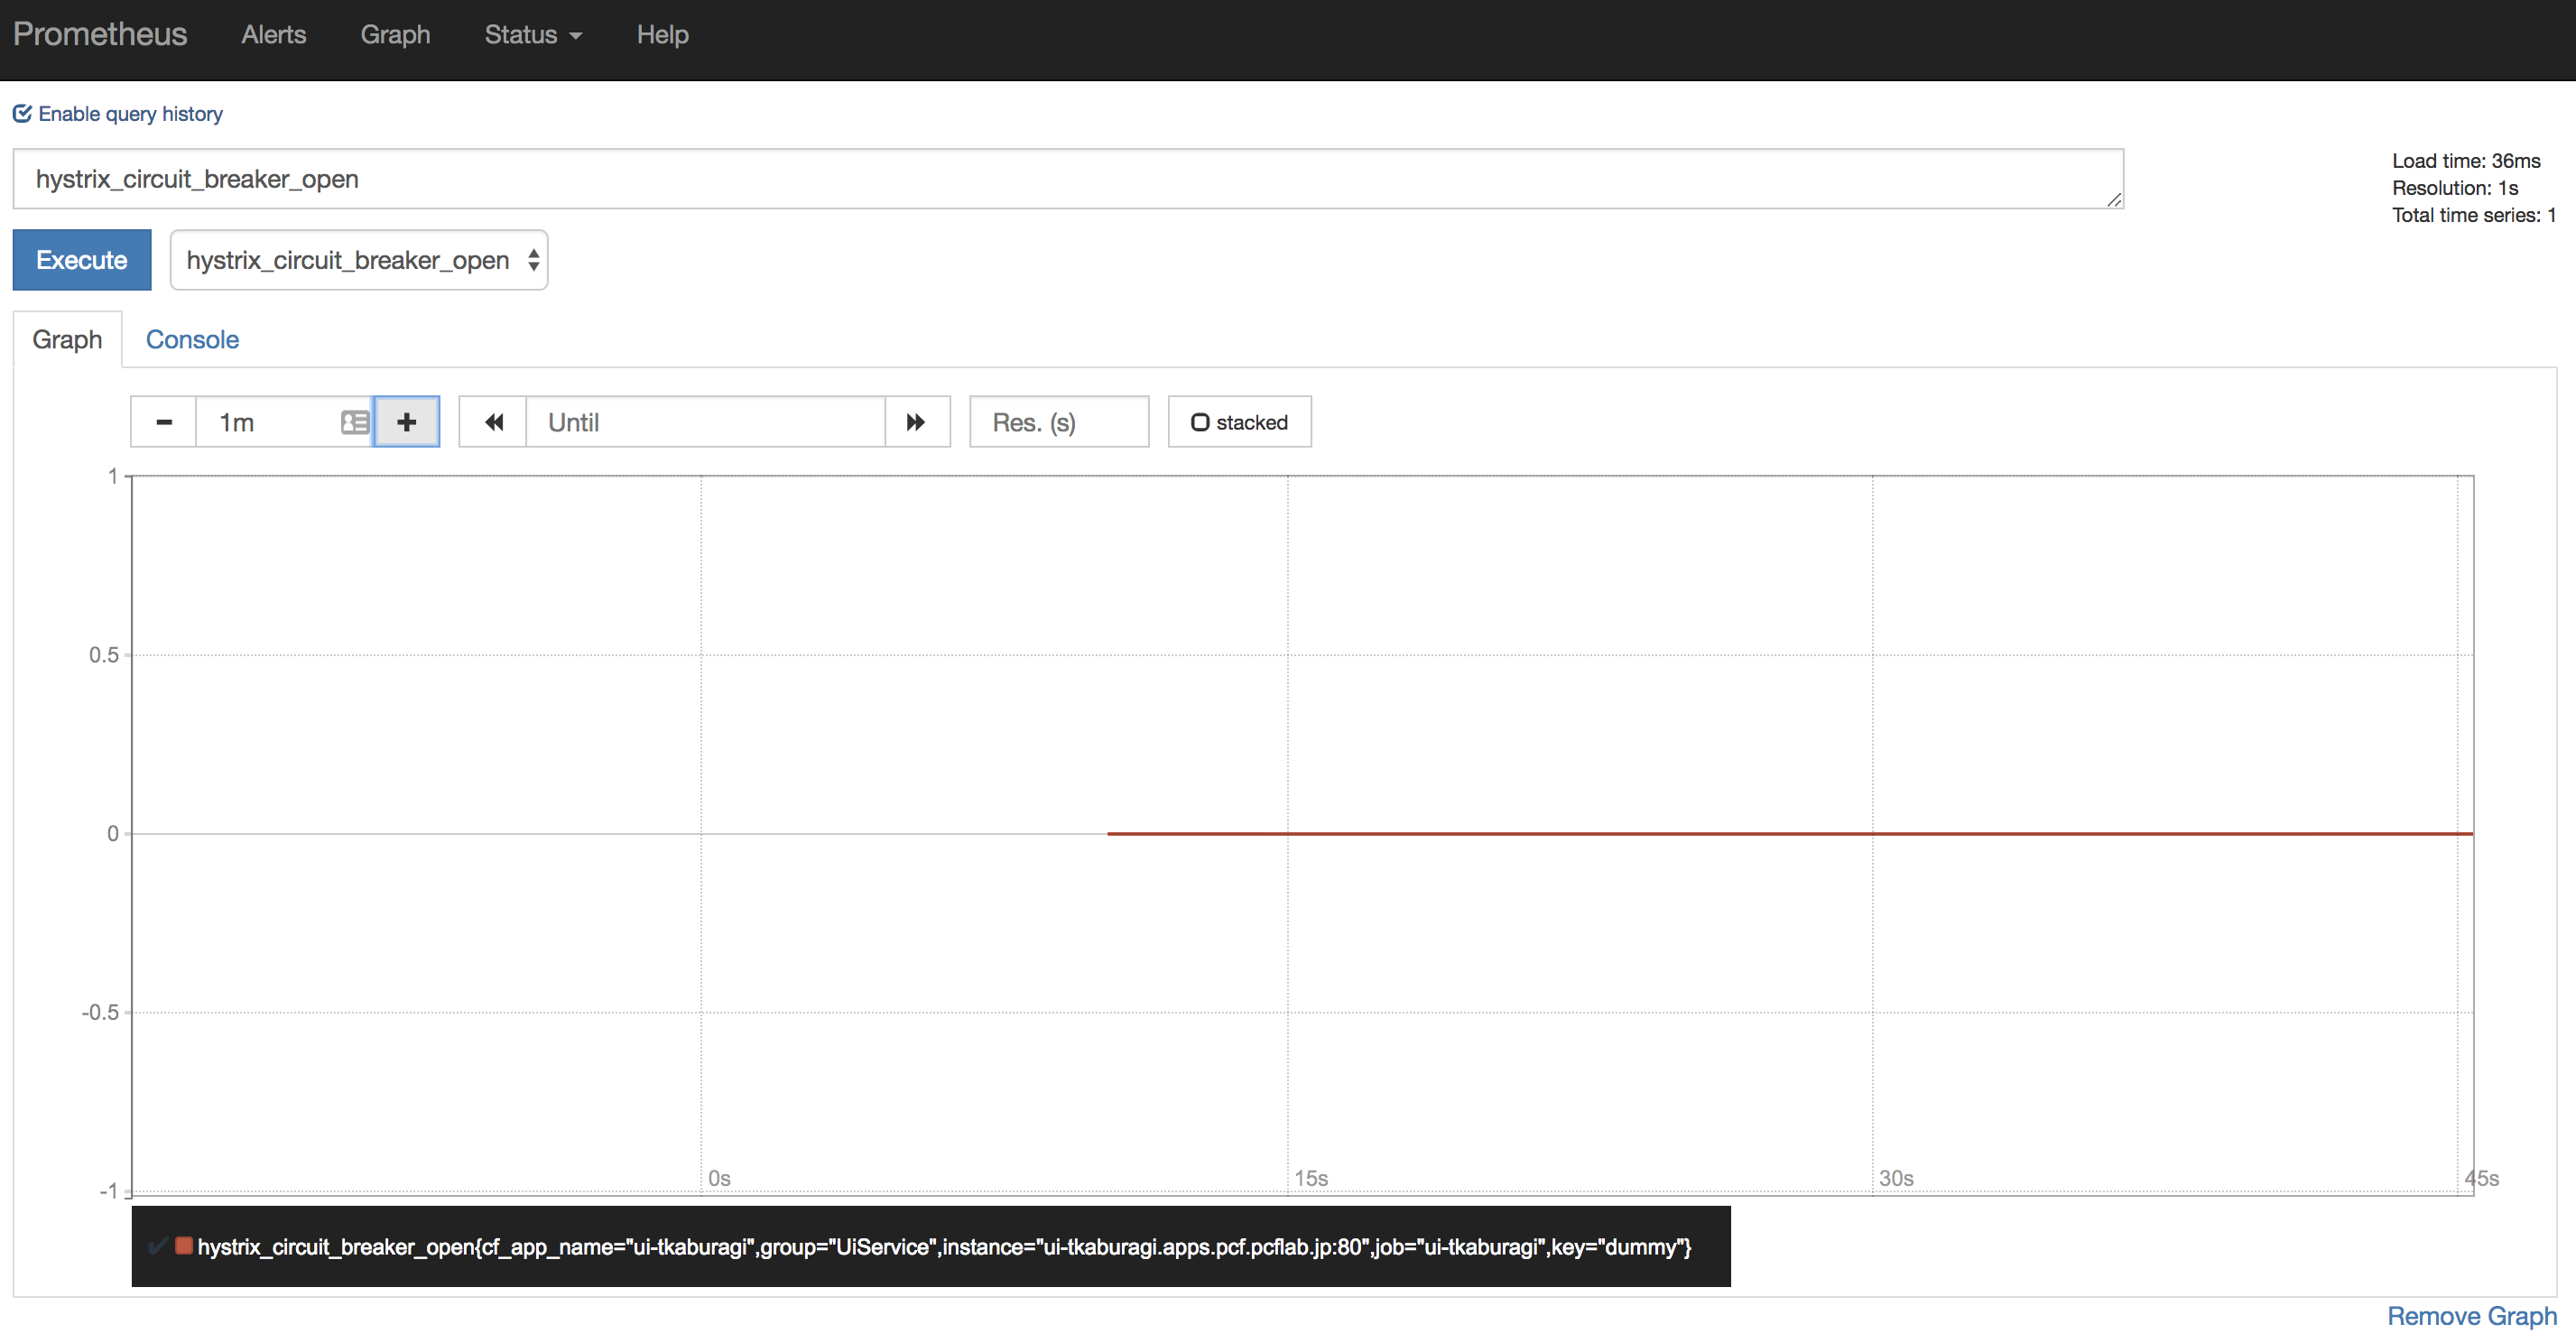 Prometheus Alerts Graph Status Help
Enable query history
hystrix_circuit_breaker_open
Load time: 36ms
Resolution: 1s
Total time series: 1
Execute hystrix_circuit_breaker_open
Graph Console
1m Until Res. (s) stacked
1
0.5
0
-0.5
-1
0s 15s 30s 45s
hystrix_circuit_breaker_open{cf_app_name="ui-tkaburagi",group="UiService",instance="ui-tkaburagi.apps.pcf.pcflab.jp:80",job="ui-tkaburagi",key="dummy"}
Remove Graph